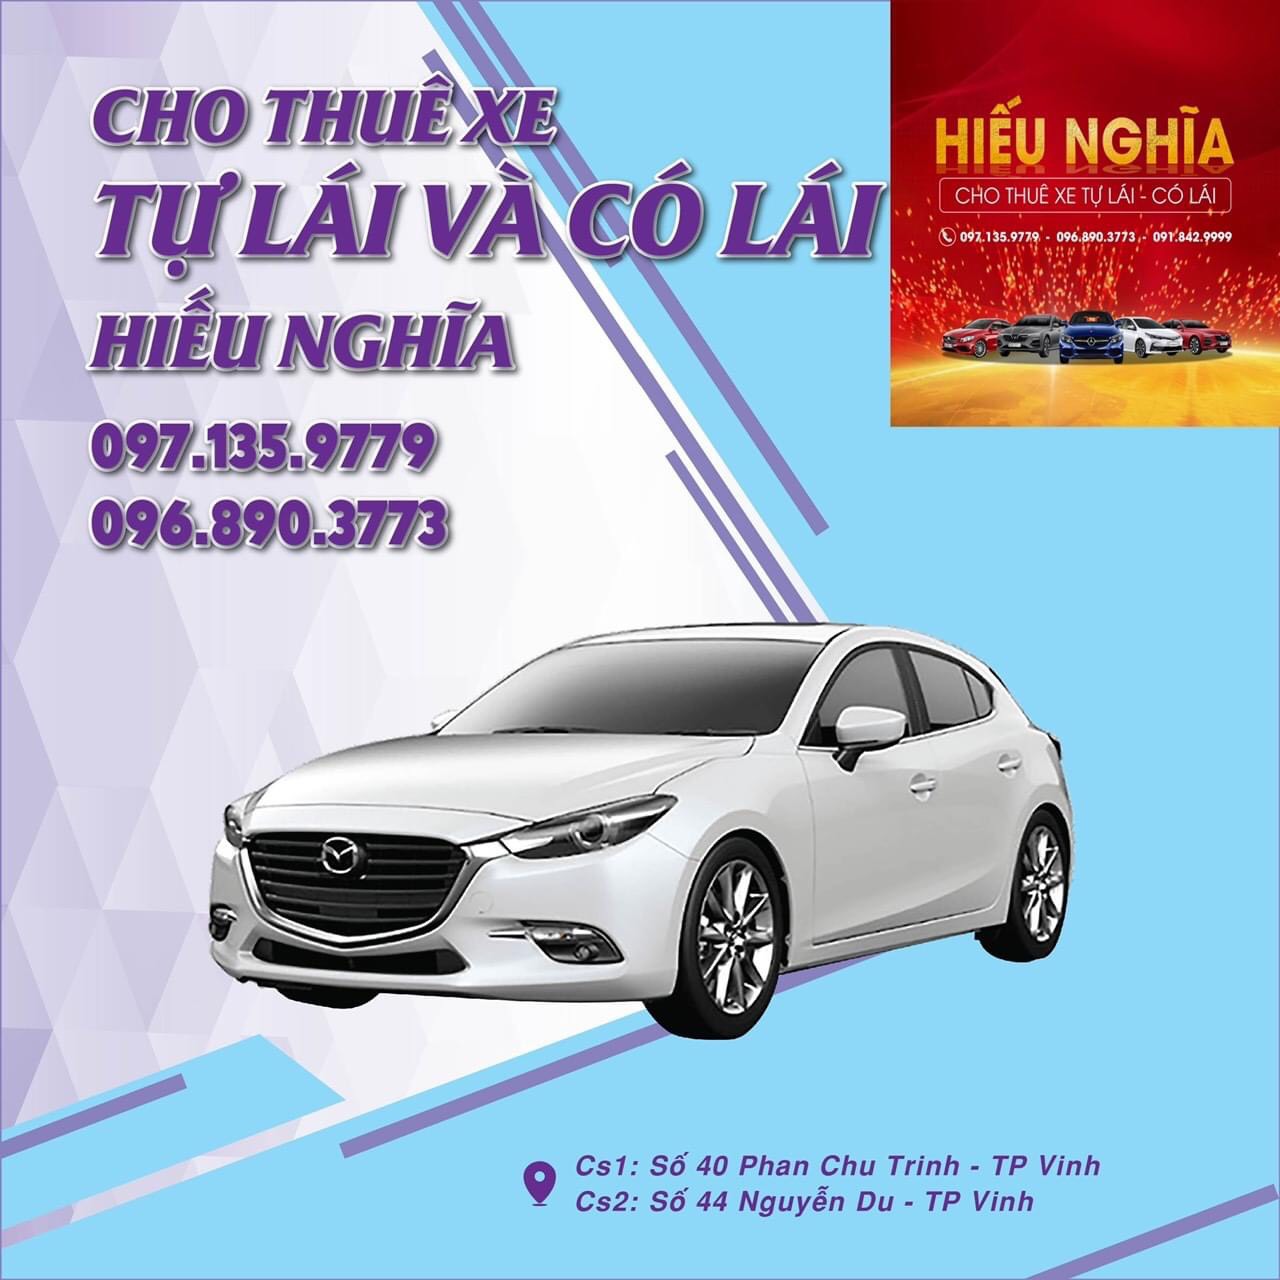 CHO THUÊ XE
TỰ LÁI VÀ CÓ LÁI
HIẾU NGHĨA
097.135.9779
096.890.3773
HIẾU NGHĨA
CHO THUÊ XE TỰ LÁI - CÓ LÁI
097.135.9779 - 096.890.3773 - 091.842.9999
Cs1: Số 40 Phan Chu Trinh - TP Vinh
Cs2: Số 44 Nguyễn Du - TP Vinh